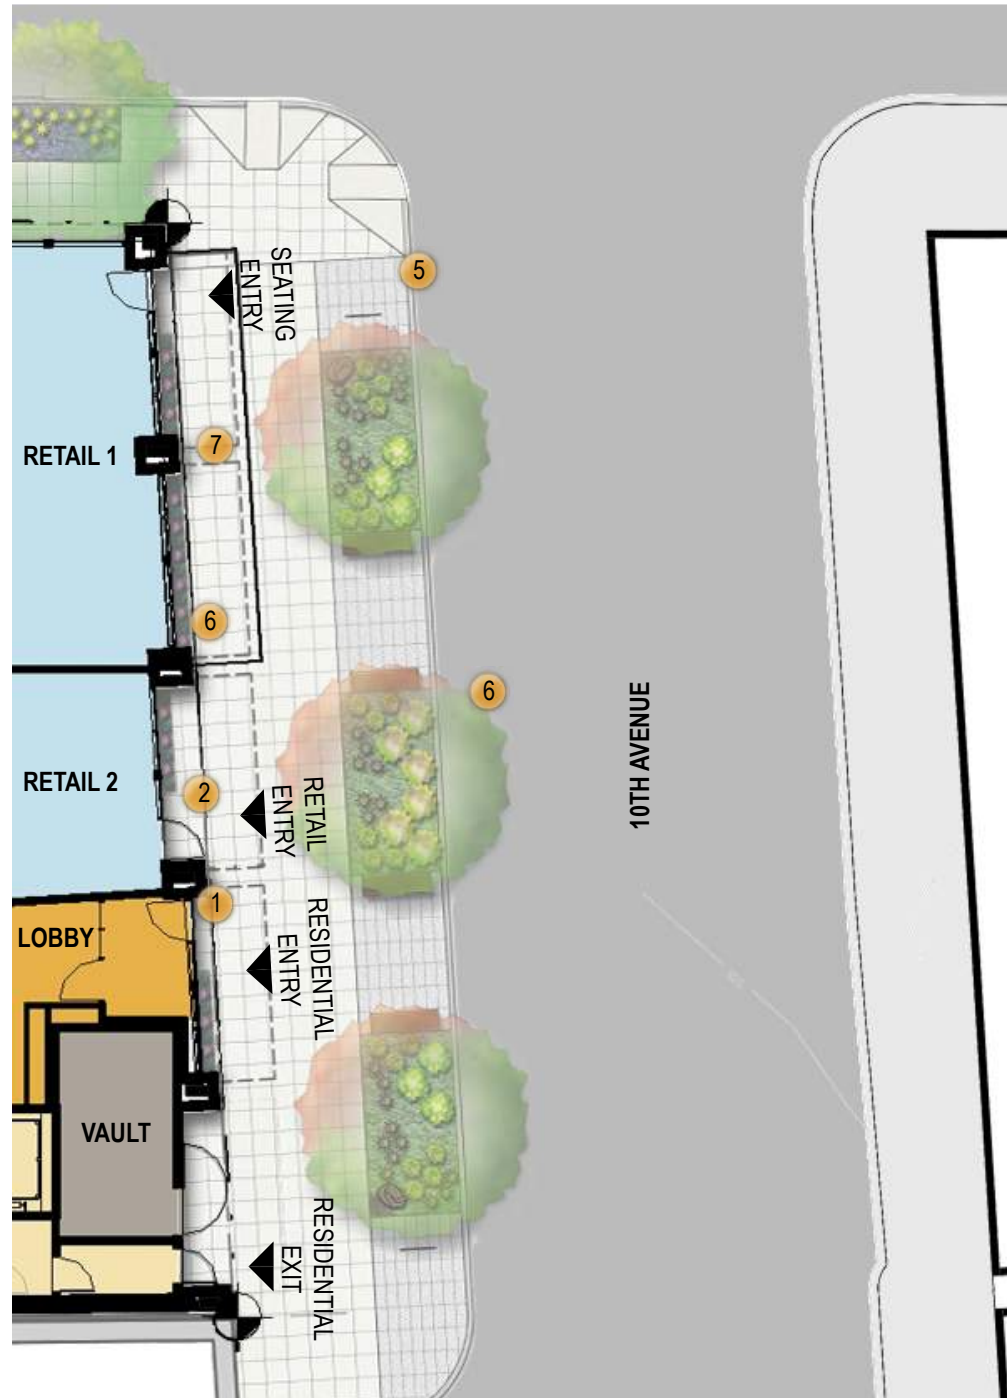 SEATING
ENTRY
5
RETAIL 1
7
6
6
10TH AVENUE
RETAIL 2
2
RETAIL
ENTRY
1
LOBBY
RESIDENTIAL
ENTRY
VAULT
RESIDENTIAL
EXIT